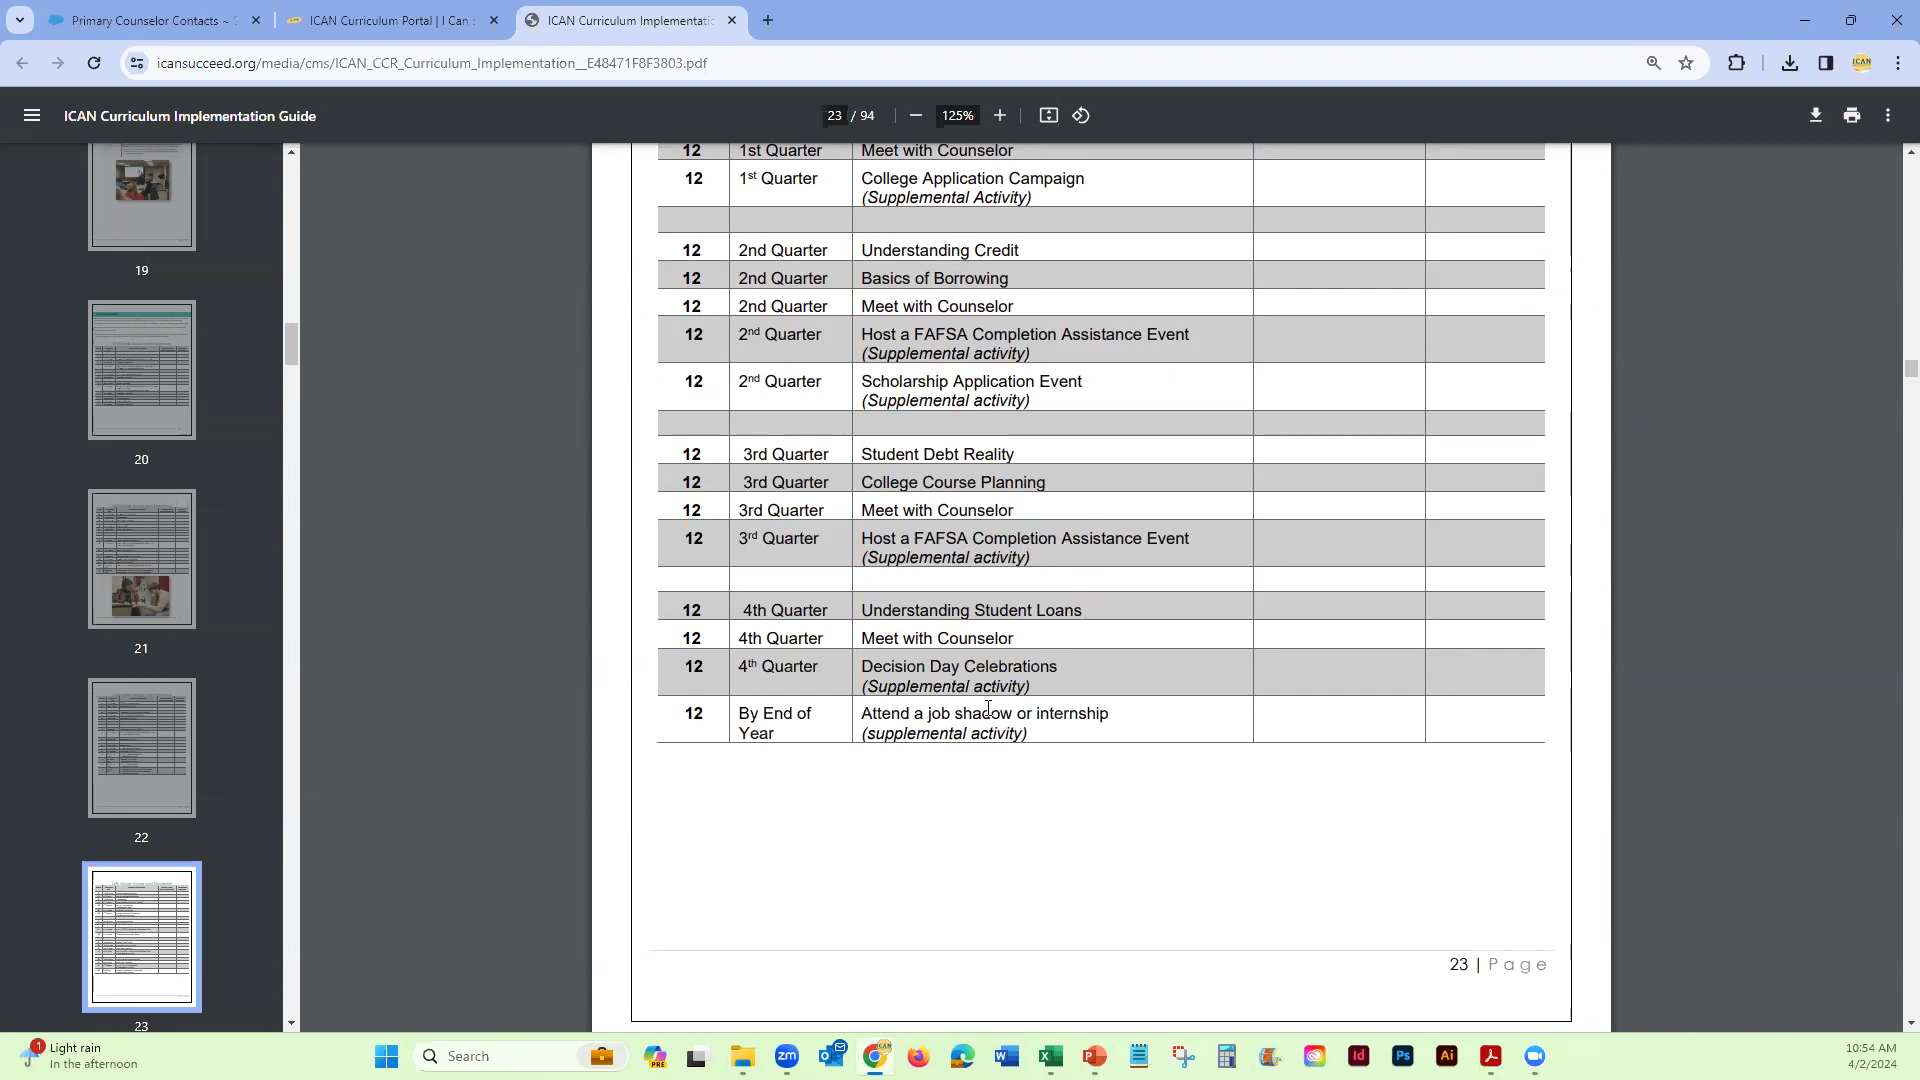 Primary Counselor Contacts ~
ICAN Curriculum Portal | I Can
ICAN Curriculum Implementati
icansucceed.org/media/cms/ICAN_CCR_Curriculum_Implementation__E48471F8F3803.pdf
ICAN Curriculum Implementation Guide
23 / 94
125%
19
20
21
22
23
12 1st Quarter Meet with Counselor
12 1st Quarter College Application Campaign
(Supplemental Activity)
12 2nd Quarter Understanding Credit
12 2nd Quarter Basics of Borrowing
12 2nd Quarter Meet with Counselor
12 2nd Quarter Host a FAFSA Completion Assistance Event
(Supplemental activity)
12 2nd Quarter Scholarship Application Event
(Supplemental activity)
12 3rd Quarter Student Debt Reality
12 3rd Quarter College Course Planning
12 3rd Quarter Meet with Counselor
12 3rd Quarter Host a FAFSA Completion Assistance Event
(Supplemental activity)
12 4th Quarter Understanding Student Loans
12 4th Quarter Meet with Counselor
12 4th Quarter Decision Day Celebrations
(Supplemental activity)
12 By End of Attend a job shadow or internship
Year (supplemental activity)
23 | Page
1
Light rain
In the afternoon
Search
PRE
zm
ICAN
Id
Ps
Ai
10:54 AM
4/2/2024